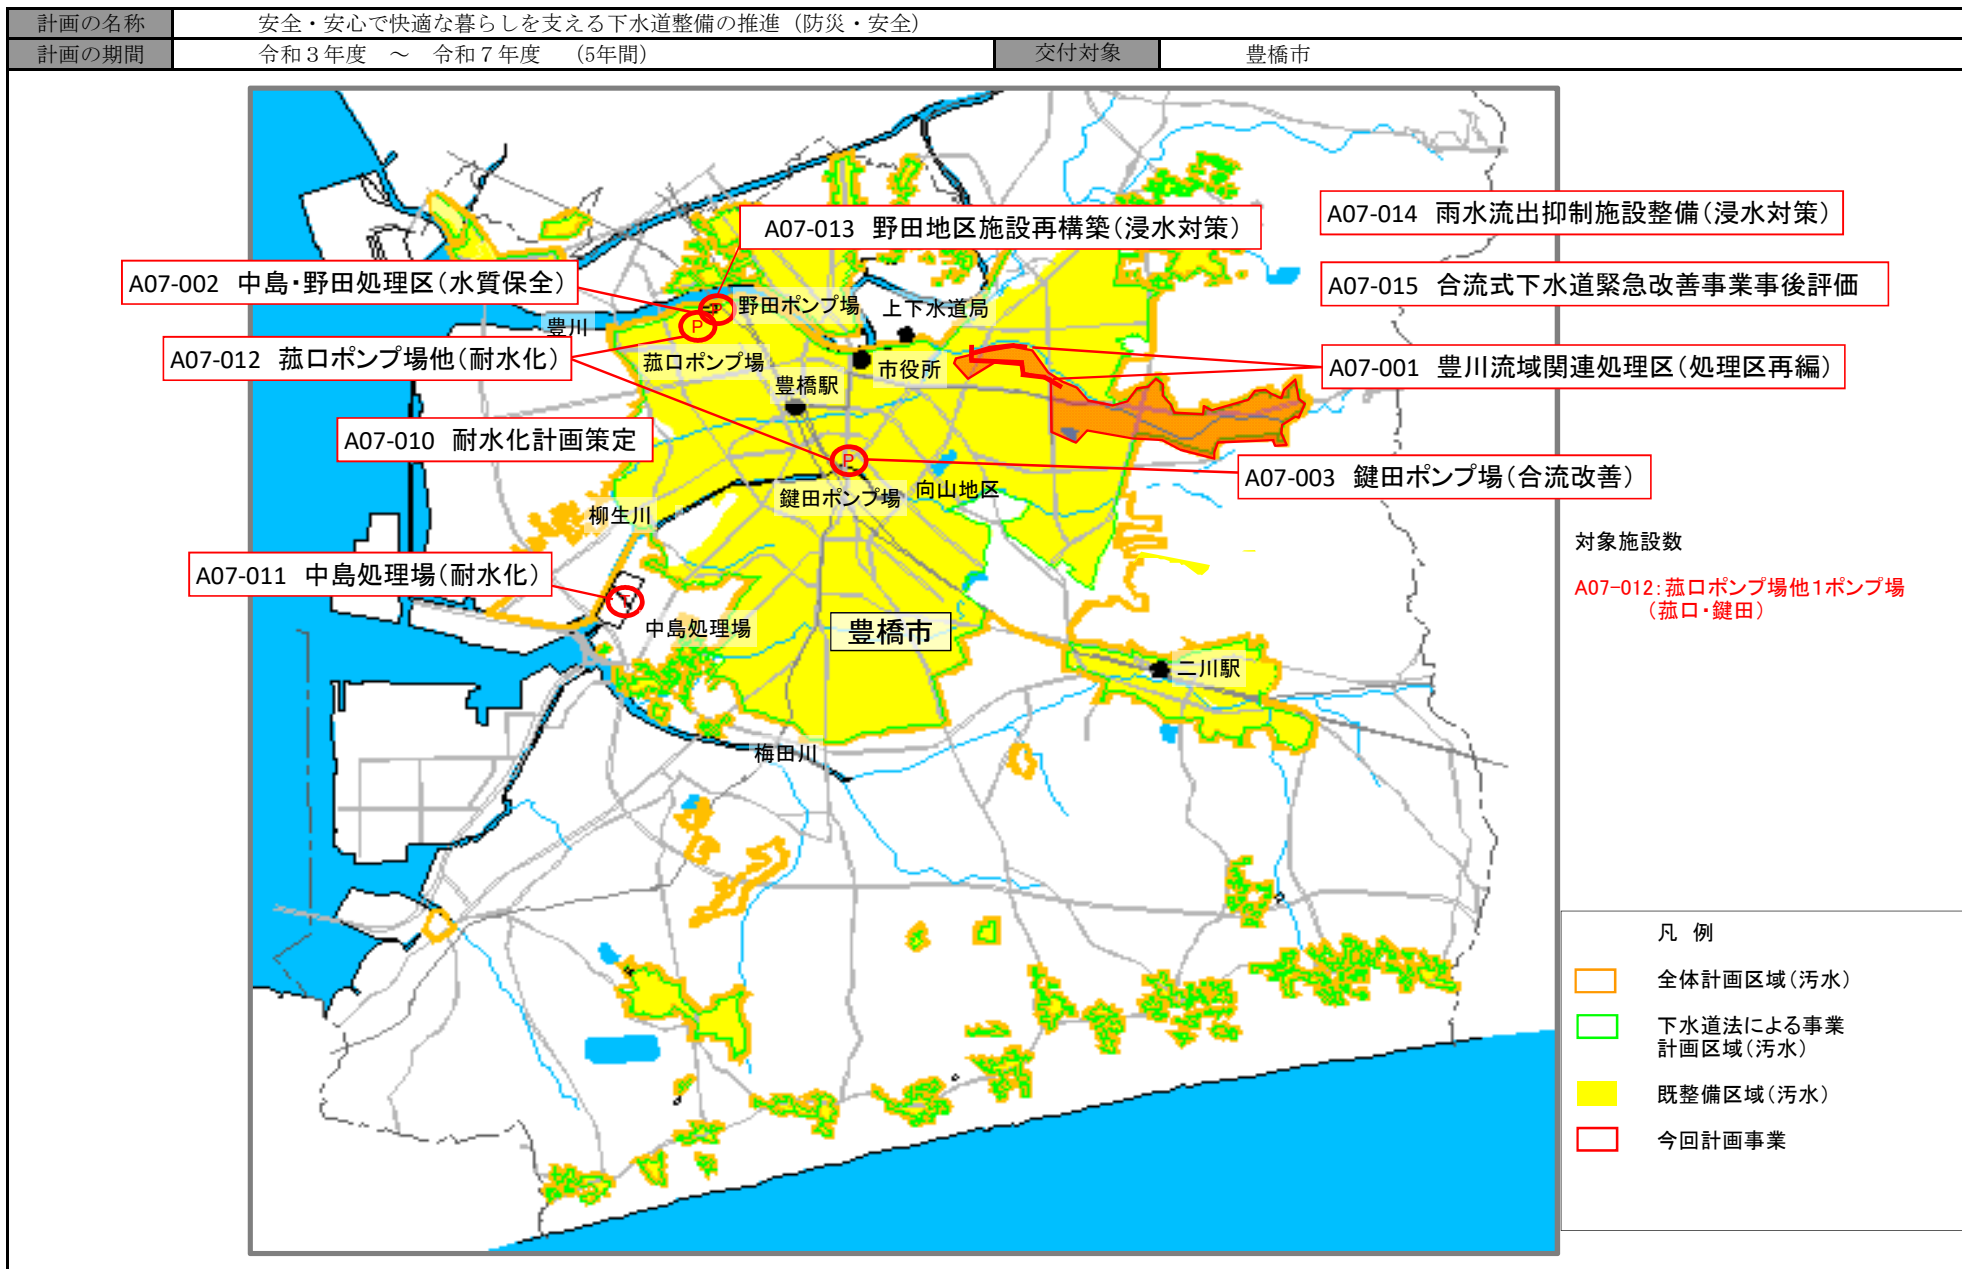 計画の名称 安全・安心で快適な暮らしを支える下水道整備の推進（防災・安全）
計画の期間 令和３年度　～　令和７年度　（5年間） 交付対象 豊橋市
A07-014 雨水流出抑制施設整備（浸水対策）
A07-013 野田地区施設再構築（浸水対策）
A07-002 中島・野田処理区（水質保全）
A07-015 合流式下水道緊急改善事業事後評価
野田ポンプ場
上下水道局
豊川
A07-012 菰口ポンプ場他（耐水化）
菰口ポンプ場
市役所
A07-001 豊川流域関連処理区（処理区再編）
豊橋駅
A07-010 耐水化計画策定
A07-003 鍵田ポンプ場（合流改善）
P
P
鍵田ポンプ場
向山地区
柳生川
対象施設数
A07-011 中島処理場（耐水化）
A07-012：菰口ポンプ場他1ポンプ場
（菰口・鍵田）
T
中島処理場
豊橋市
二川駅
梅田川
凡 例
全体計画区域（汚水）
下水道法による事業
計画区域（汚水）
既整備区域（汚水）
今回計画事業